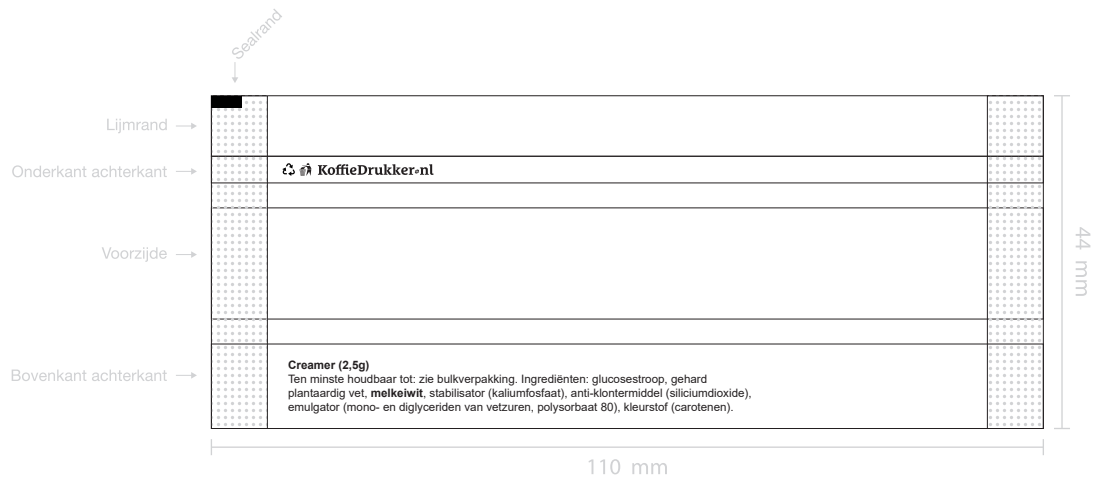 Sealrand
Lijmrand
Onderkant achterkant
KoffieDrukker.nl
Voorzijde
44 mm
Bovenkant achterkant
Creamer (2,5g)
Ten minste houdbaar tot: zie bulkverpakking. Ingrediënten: glucosestroop, gehard
plantaardig vet, melkeiwit, stabilisator (kaliumfosfaat), anti-klontermiddel (siliciumdioxide),
emulgator (mono- en diglyceriden van vetzuren, polysorbaat 80), kleurstof (carotenen).
110 mm